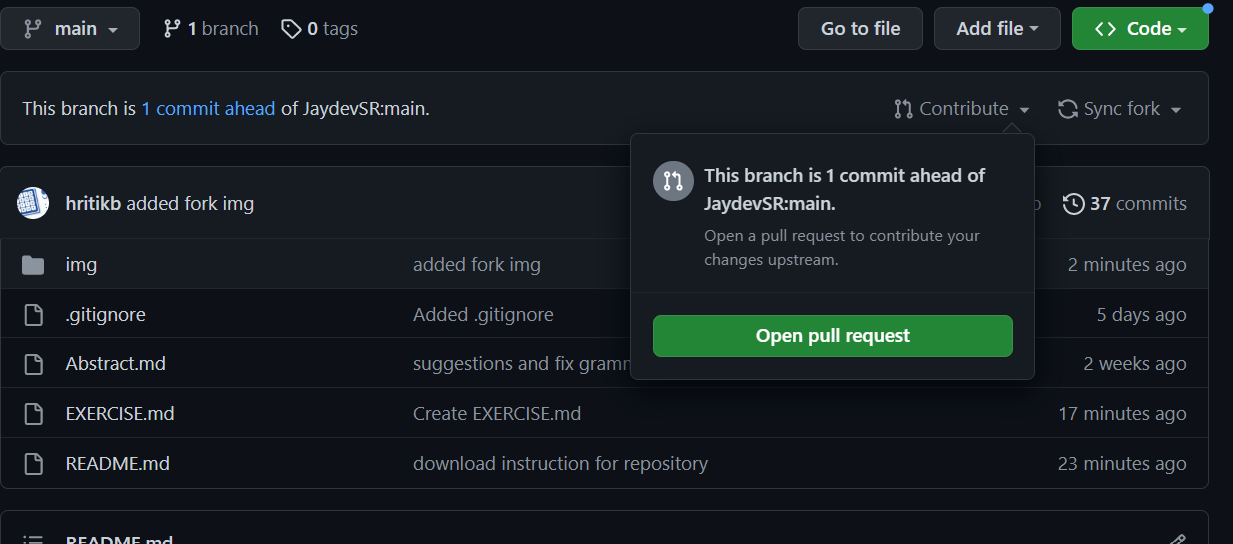 main
1 branch
0 tags
Go to file
Add file
Code
This branch is 1 commit ahead of JaydevSR:main.
Contribute
Sync fork
This branch is 1 commit ahead of
JaydevSR:main.
Open a pull request to contribute your
changes upstream.
Open pull request
hritikb added fork img
37 commits
img added fork img 2 minutes ago
.gitignore Added .gitignore 5 days ago
Abstract.md suggestions and fix 2 weeks ago
EXERCISE.md Create EXERCISE.md 17 minutes ago
README.md download instruction for repository 23 minutes ago
README.md